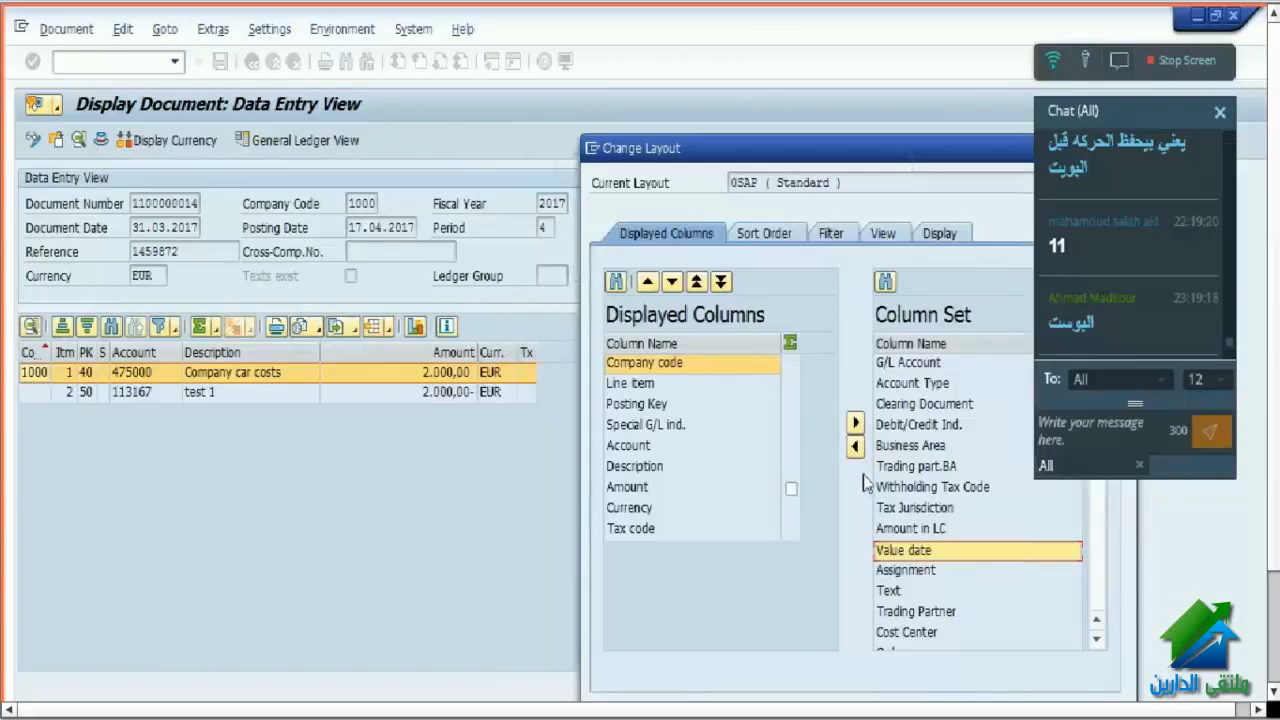 Document Edit Goto Extras Settings Environment System Help
Stop Screen
Display Document: Data Entry View
Display Currency General Ledger View
Data Entry View
Document Number 1100000014 Company Code 1000 Fiscal Year 2017
Document Date 31.03.2017 Posting Date 17.04.2017 Period 4
Reference 1459872 Cross-Comp.No.
Currency EUR Texts exist Ledger Group
Co.. Itm PK S Account Description Amount Curr. Tx
1000 1 40 475000 Company car costs 2.000,00 EUR
2 50 113167 test 1 2.000,00- EUR
Change Layout
Current Layout 0SAP ( Standard )
Displayed Columns Sort Order Filter View Display
Displayed Columns
Column Name
Company code
Line item
Posting Key
Special G/L ind.
Account
Description
Amount
Currency
Tax code
Column Set
Column Name
G/L Account
Account Type
Clearing Document
Debit/Credit Ind.
Business Area
Trading part.BA
Withholding Tax Code
Tax Jurisdiction
Amount in LC
Value date
Assignment
Text
Trading Partner
Cost Center
Chat (All)
يعني بيحفظ الحركه قبل
البويت
mahamoud salah akl 22:19:20
11
Ahmad Madkour 23:19:18
البوست
To: All 12
Write your message
here. 300
All
ملتقى الدارين